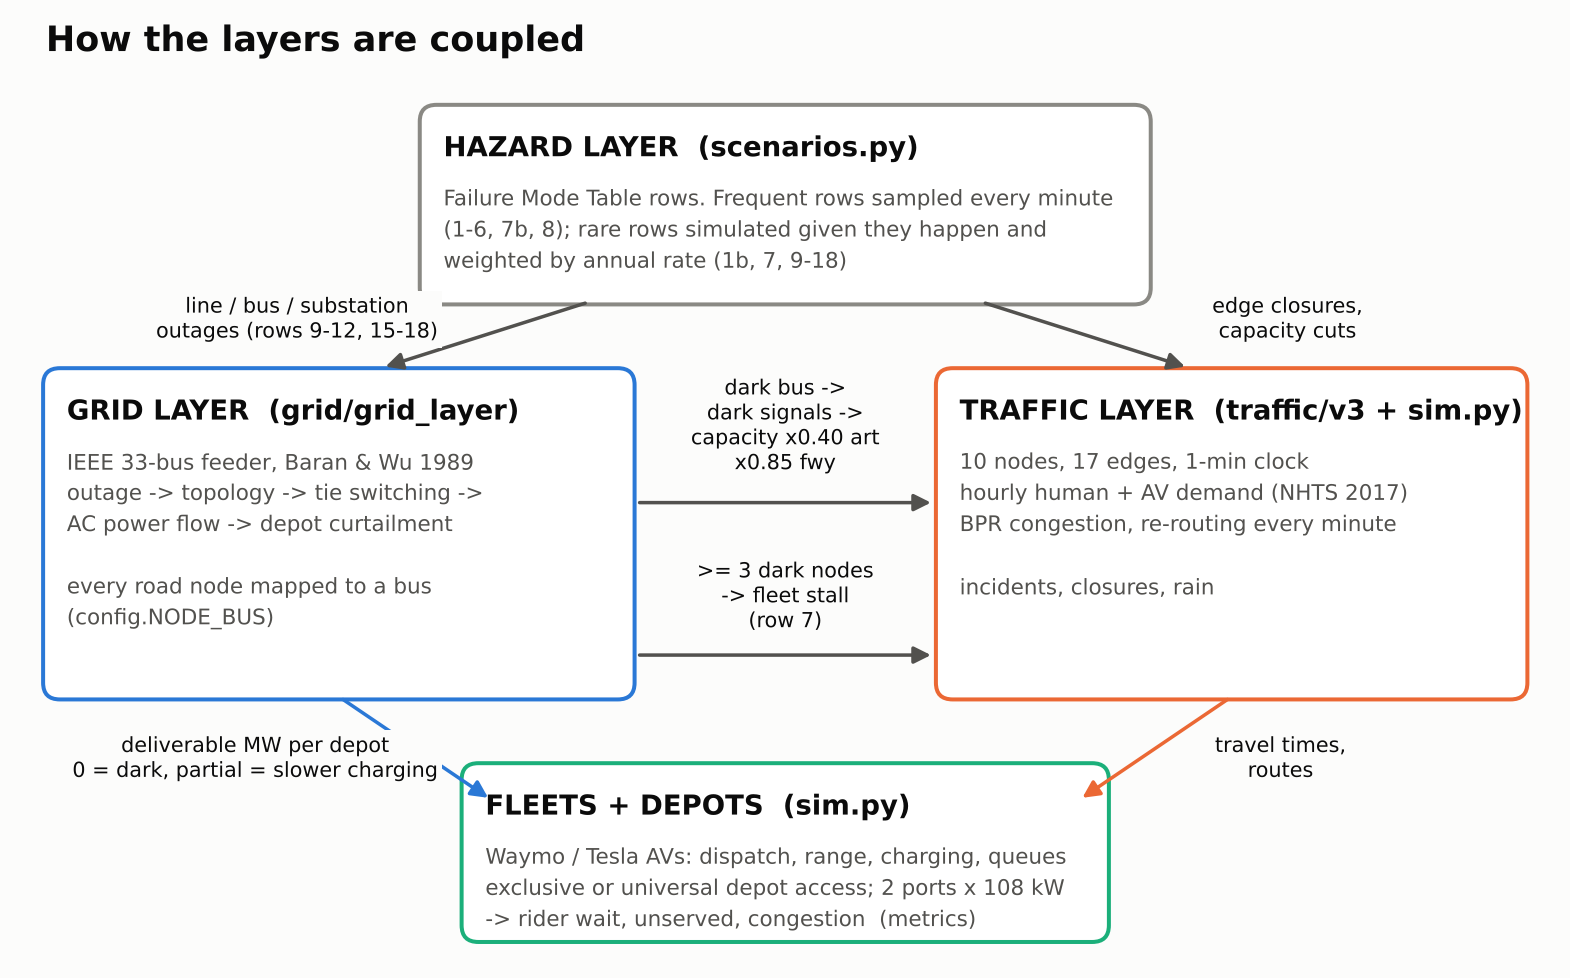 How the layers are coupled
HAZARD LAYER  (scenarios.py)
Failure Mode Table rows. Frequent rows sampled every minute
(1-6, 7b, 8); rare rows simulated given they happen and
weighted by annual rate (1b, 7, 9-18)
line / bus / substation
outages (rows 9-12, 15-18)
edge closures,
capacity cuts
GRID LAYER  (grid/grid_layer)
IEEE 33-bus feeder, Baran & Wu 1989
outage -> topology -> tie switching ->
AC power flow -> depot curtailment
every road node mapped to a bus
(config.NODE_BUS)
dark bus ->
dark signals ->
capacity x0.40 art
x0.85 fwy
>= 3 dark nodes
-> fleet stall
(row 7)
TRAFFIC LAYER  (traffic/v3 + sim.py)
10 nodes, 17 edges, 1-min clock
hourly human + AV demand (NHTS 2017)
BPR congestion, re-routing every minute
incidents, closures, rain
deliverable MW per depot
0 = dark, partial = slower charging
travel times,
routes
FLEETS + DEPOTS  (sim.py)
Waymo / Tesla AVs: dispatch, range, charging, queues
exclusive or universal depot access; 2 ports x 108 kW
-> rider wait, unserved, congestion  (metrics)